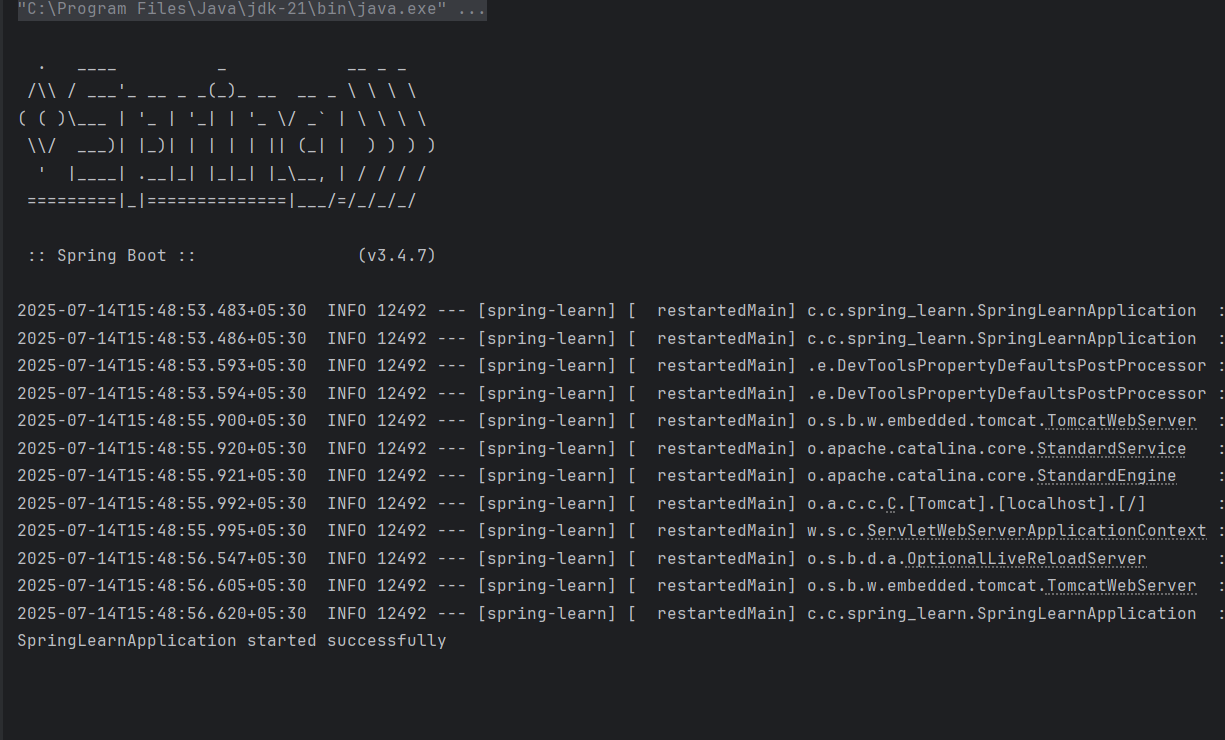 "C:\Program Files\Java\jdk-21\bin\java.exe" ...
  .   ____          _            __ _ _
 /\\ / ___'_ __ _ _(_)_ __  __ _ \ \ \ \
( ( )\___ | '_ | '_| | '_ \/ _` | \ \ \ \
 \\/  ___)| |_)| | | | | || (_| |  ) ) ) )
  '  |____| .__|_| |_|_| |_\__, | / / / /
 =========|_|==============|___/=/_/_/_/
 :: Spring Boot ::                (v3.4.7)
2025-07-14T15:48:53.483+05:30  INFO 12492 --- [spring-learn] [  restartedMain] c.c.spring_learn.SpringLearnApplication  :
2025-07-14T15:48:53.486+05:30  INFO 12492 --- [spring-learn] [  restartedMain] c.c.spring_learn.SpringLearnApplication  :
2025-07-14T15:48:53.593+05:30  INFO 12492 --- [spring-learn] [  restartedMain] .e.DevToolsPropertyDefaultsPostProcessor :
2025-07-14T15:48:53.594+05:30  INFO 12492 --- [spring-learn] [  restartedMain] .e.DevToolsPropertyDefaultsPostProcessor :
2025-07-14T15:48:55.900+05:30  INFO 12492 --- [spring-learn] [  restartedMain] o.s.b.w.embedded.tomcat.TomcatWebServer  :
2025-07-14T15:48:55.920+05:30  INFO 12492 --- [spring-learn] [  restartedMain] o.apache.catalina.core.StandardService   :
2025-07-14T15:48:55.921+05:30  INFO 12492 --- [spring-learn] [  restartedMain] o.apache.catalina.core.StandardEngine    :
2025-07-14T15:48:55.992+05:30  INFO 12492 --- [spring-learn] [  restartedMain] o.a.c.c.C.[Tomcat].[localhost].[/]       :
2025-07-14T15:48:55.995+05:30  INFO 12492 --- [spring-learn] [  restartedMain] w.s.c.ServletWebServerApplicationContext :
2025-07-14T15:48:56.547+05:30  INFO 12492 --- [spring-learn] [  restartedMain] o.s.b.d.a.OptionalLiveReloadServer       :
2025-07-14T15:48:56.605+05:30  INFO 12492 --- [spring-learn] [  restartedMain] o.s.b.w.embedded.tomcat.TomcatWebServer  :
2025-07-14T15:48:56.620+05:30  INFO 12492 --- [spring-learn] [  restartedMain] c.c.spring_learn.SpringLearnApplication  :
SpringLearnApplication started successfully